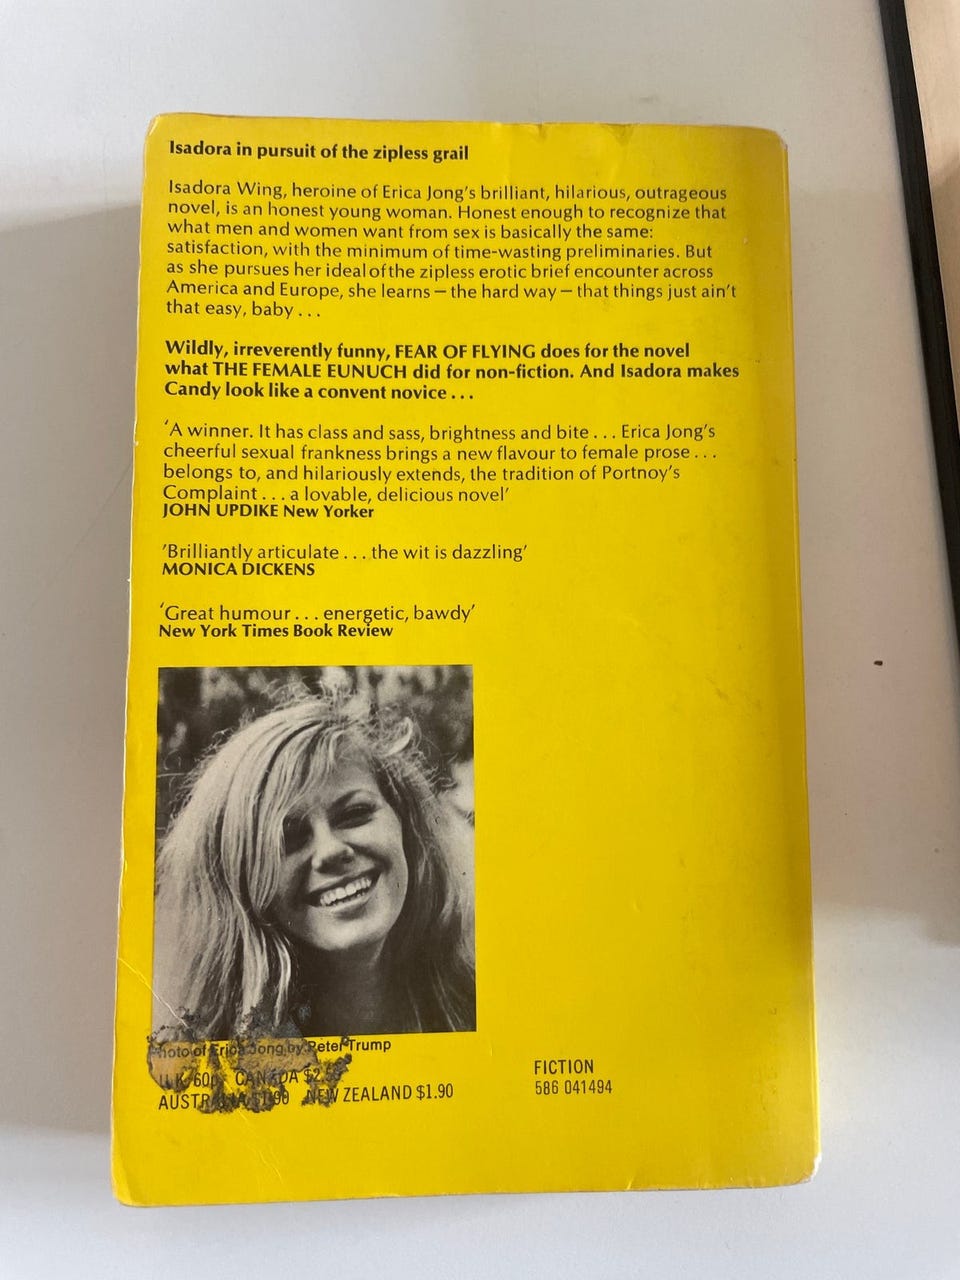 Isadora in pursuit of the zipless grail
Isadora Wing, heroine of Erica Jong's brilliant, hilarious, outrageous
novel, is an honest young woman. Honest enough to recognize that
what men and women want from sex is basically the same:
satisfaction, with the minimum of time-wasting preliminaries. But
as she pursues her ideal of the zipless erotic brief encounter across
America and Europe, she learns – the hard way – that things just ain't
that easy, baby . . .
Wildly, irreverently funny, FEAR OF FLYING does for the novel
what THE FEMALE EUNUCH did for non-fiction. And Isadora makes
Candy look like a convent novice . . .
'A winner. It has class and sass, brightness and bite . . . Erica Jong's
cheerful sexual frankness brings a new flavour to female prose . . .
belongs to, and hilariously extends, the tradition of Portnoy's
Complaint . . . a lovable, delicious novel'
JOHN UPDIKE New Yorker
'Brilliantly articulate . . . the wit is dazzling'
MONICA DICKENS
'Great humour . . . energetic, bawdy'
New York Times Book Review
Photo of Erica Jong by Peter Trump
U.K. 60p CANADA
AUSTRALIA NEW ZEALAND $1.90
FICTION
586 041494